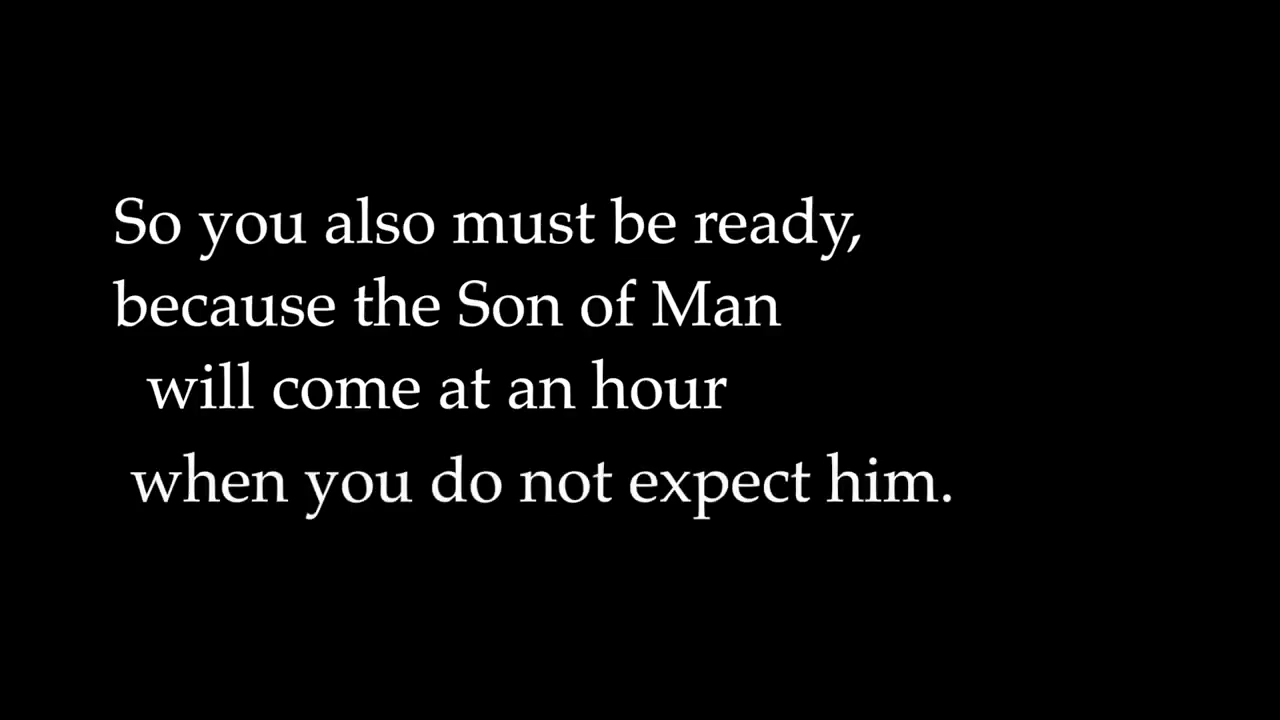 So you also must be ready,
because the Son of Man
will come at an hour
when you do not expect him.